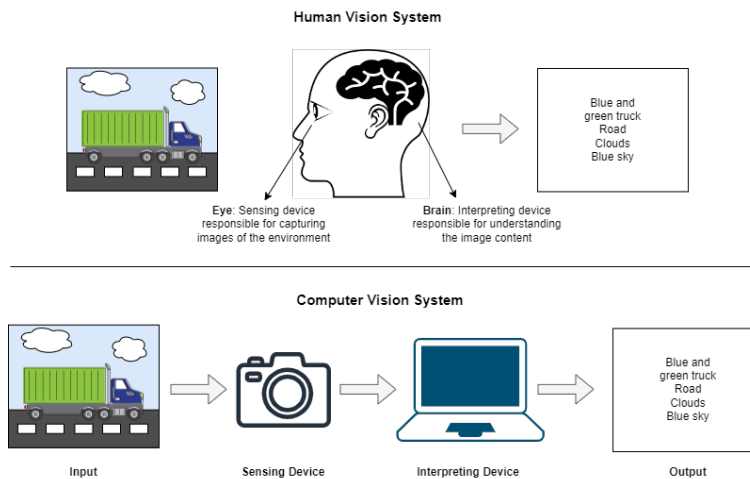 Human Vision System
Blue and
green truck
Road
Clouds
Blue sky
Eye: Sensing device
responsible for capturing
images of the environment
Brain: Interpreting device
responsible for understanding
the image content
Computer Vision System
Blue and
green truck
Road
Clouds
Blue sky
Input
Sensing Device
Interpreting Device
Output